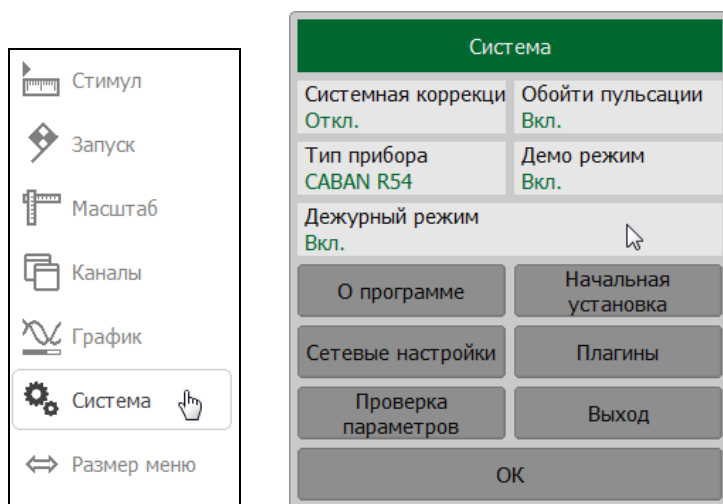 Стимул
Запуск
Масштаб
Каналы
График
Система
Размер меню
Система
Системная коррекци
Откл.
Обойти пульсации
Вкл.
Тип прибора
CABAN R54
Демо режим
Вкл.
Дежурный режим
Вкл.
О программе
Начальная
установка
Сетевые настройки
Плагины
Проверка
параметров
Выход
ОК